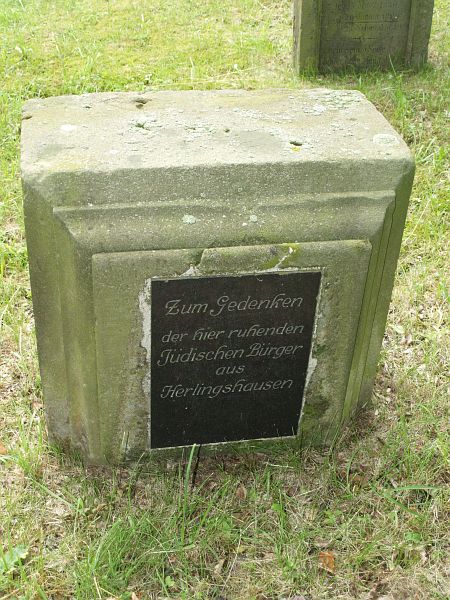 Zum Gedenken
der hier ruhenden
Jüdischen Bürger
aus
Herlingshausen